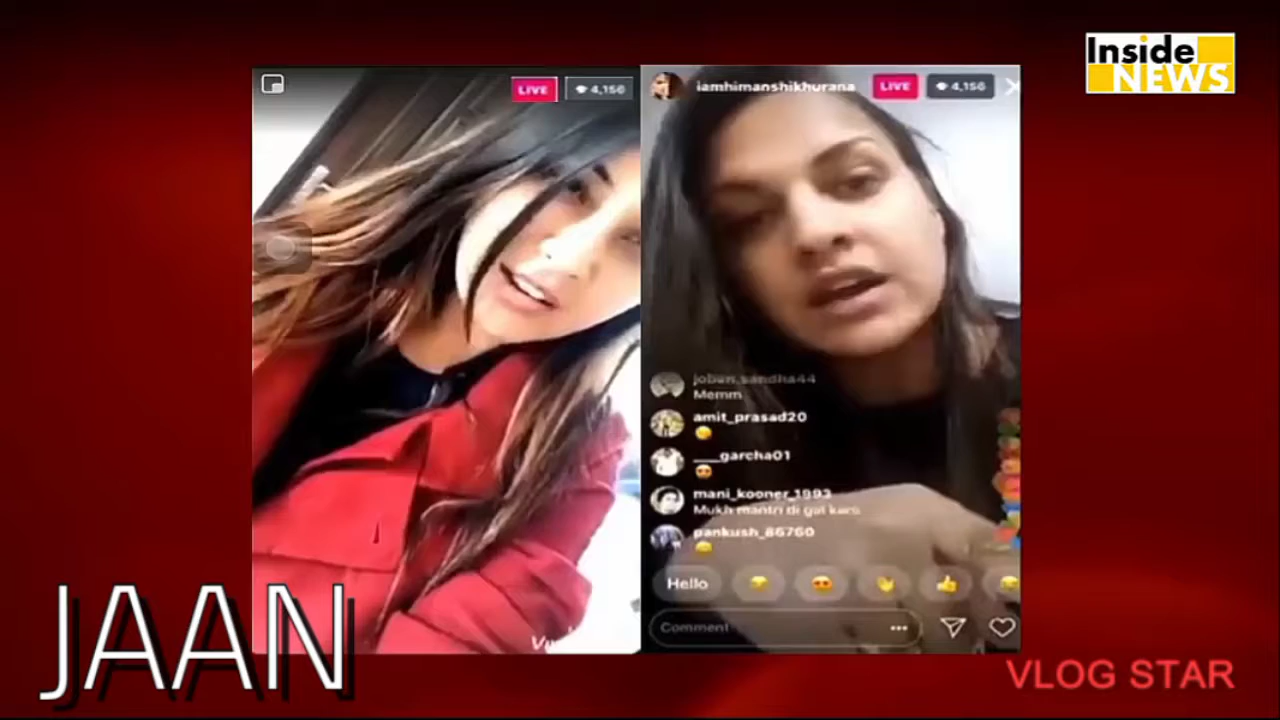 Inside
NEWS
LIVE
4,156
iamhimanshikhurana
LIVE
4,156
joban_sandha44
Memm
amit_prasad20
___garcha01
mani_kooner_1993
Mukh mantri di gal karo
pankush_86760
Hello
Comment
JAAN
VLOG STAR